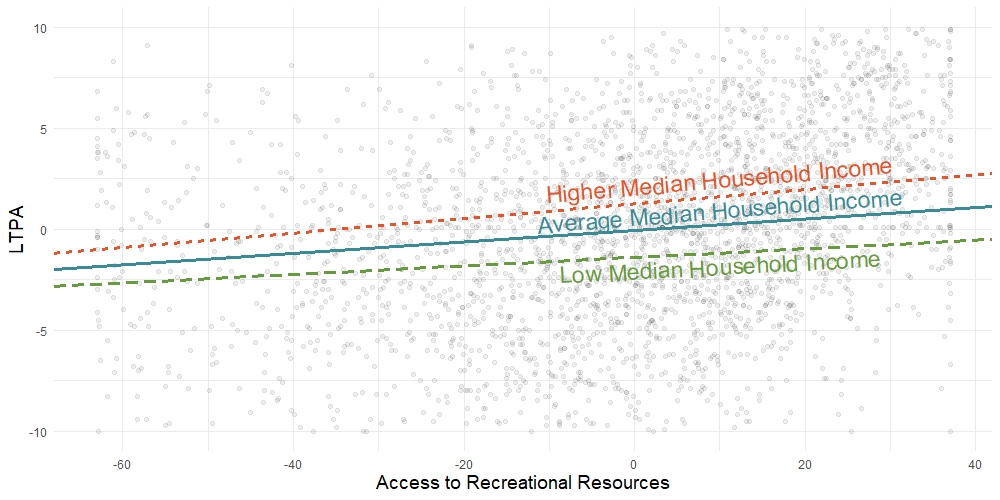 10
5
0
-5
-10
LTPA
Higher Median Household Income
Average Median Household Income
Low Median Household Income
-60
-40
-20
0
20
40
Access to Recreational Resources